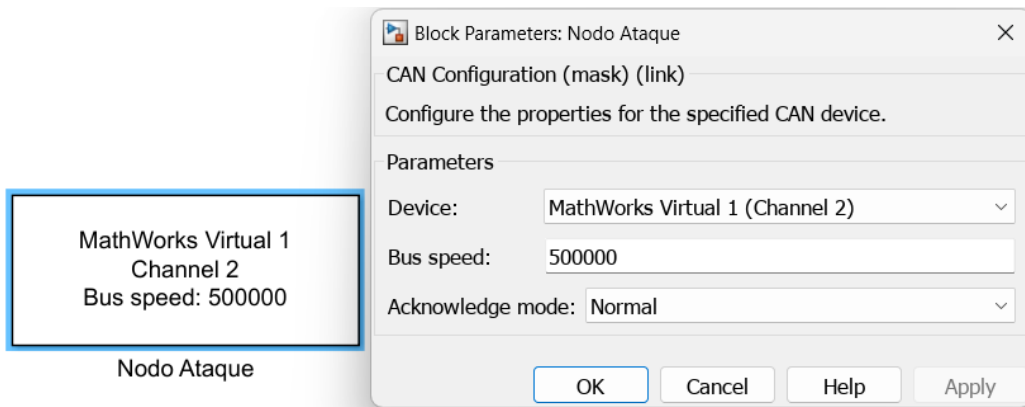 Block Parameters: Nodo Ataque
CAN Configuration (mask) (link)
Configure the properties for the specified CAN device.
Parameters
Device: MathWorks Virtual 1 (Channel 2)
Bus speed: 500000
Acknowledge mode: Normal
OK Cancel Help Apply
MathWorks Virtual 1
Channel 2
Bus speed: 500000
Nodo Ataque